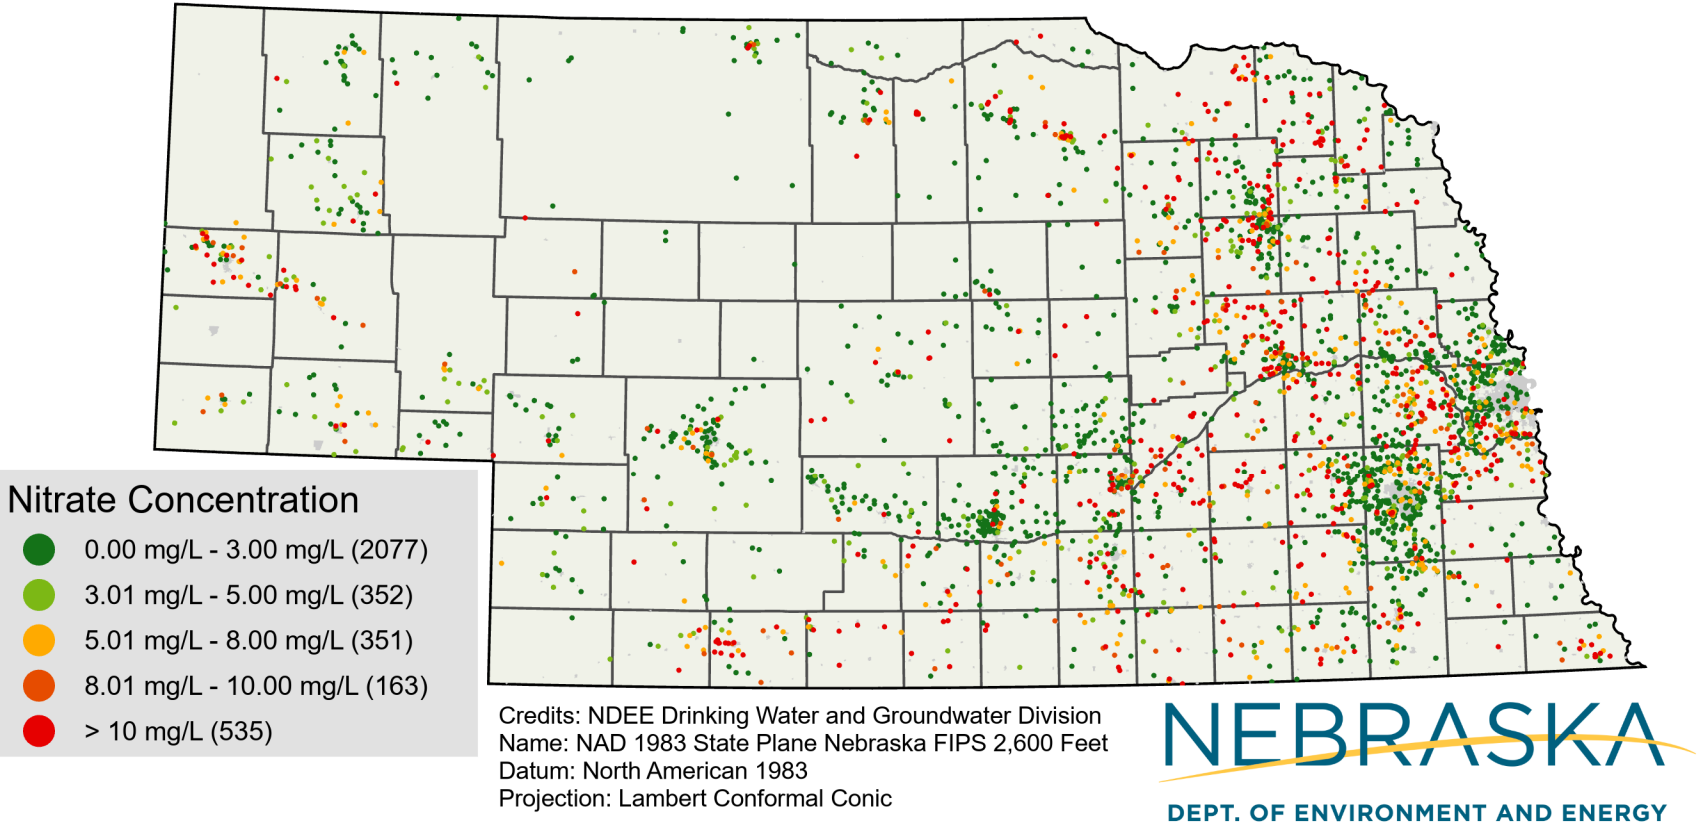 Nitrate Concentration
0.00 mg/L - 3.00 mg/L (2077)
3.01 mg/L - 5.00 mg/L (352)
5.01 mg/L - 8.00 mg/L (351)
8.01 mg/L - 10.00 mg/L (163)
> 10 mg/L (535)
Credits: NDEE Drinking Water and Groundwater Division
Name: NAD 1983 State Plane Nebraska FIPS 2,600 Feet
Datum: North American 1983
Projection: Lambert Conformal Conic
NEBRASKA
DEPT. OF ENVIRONMENT AND ENERGY